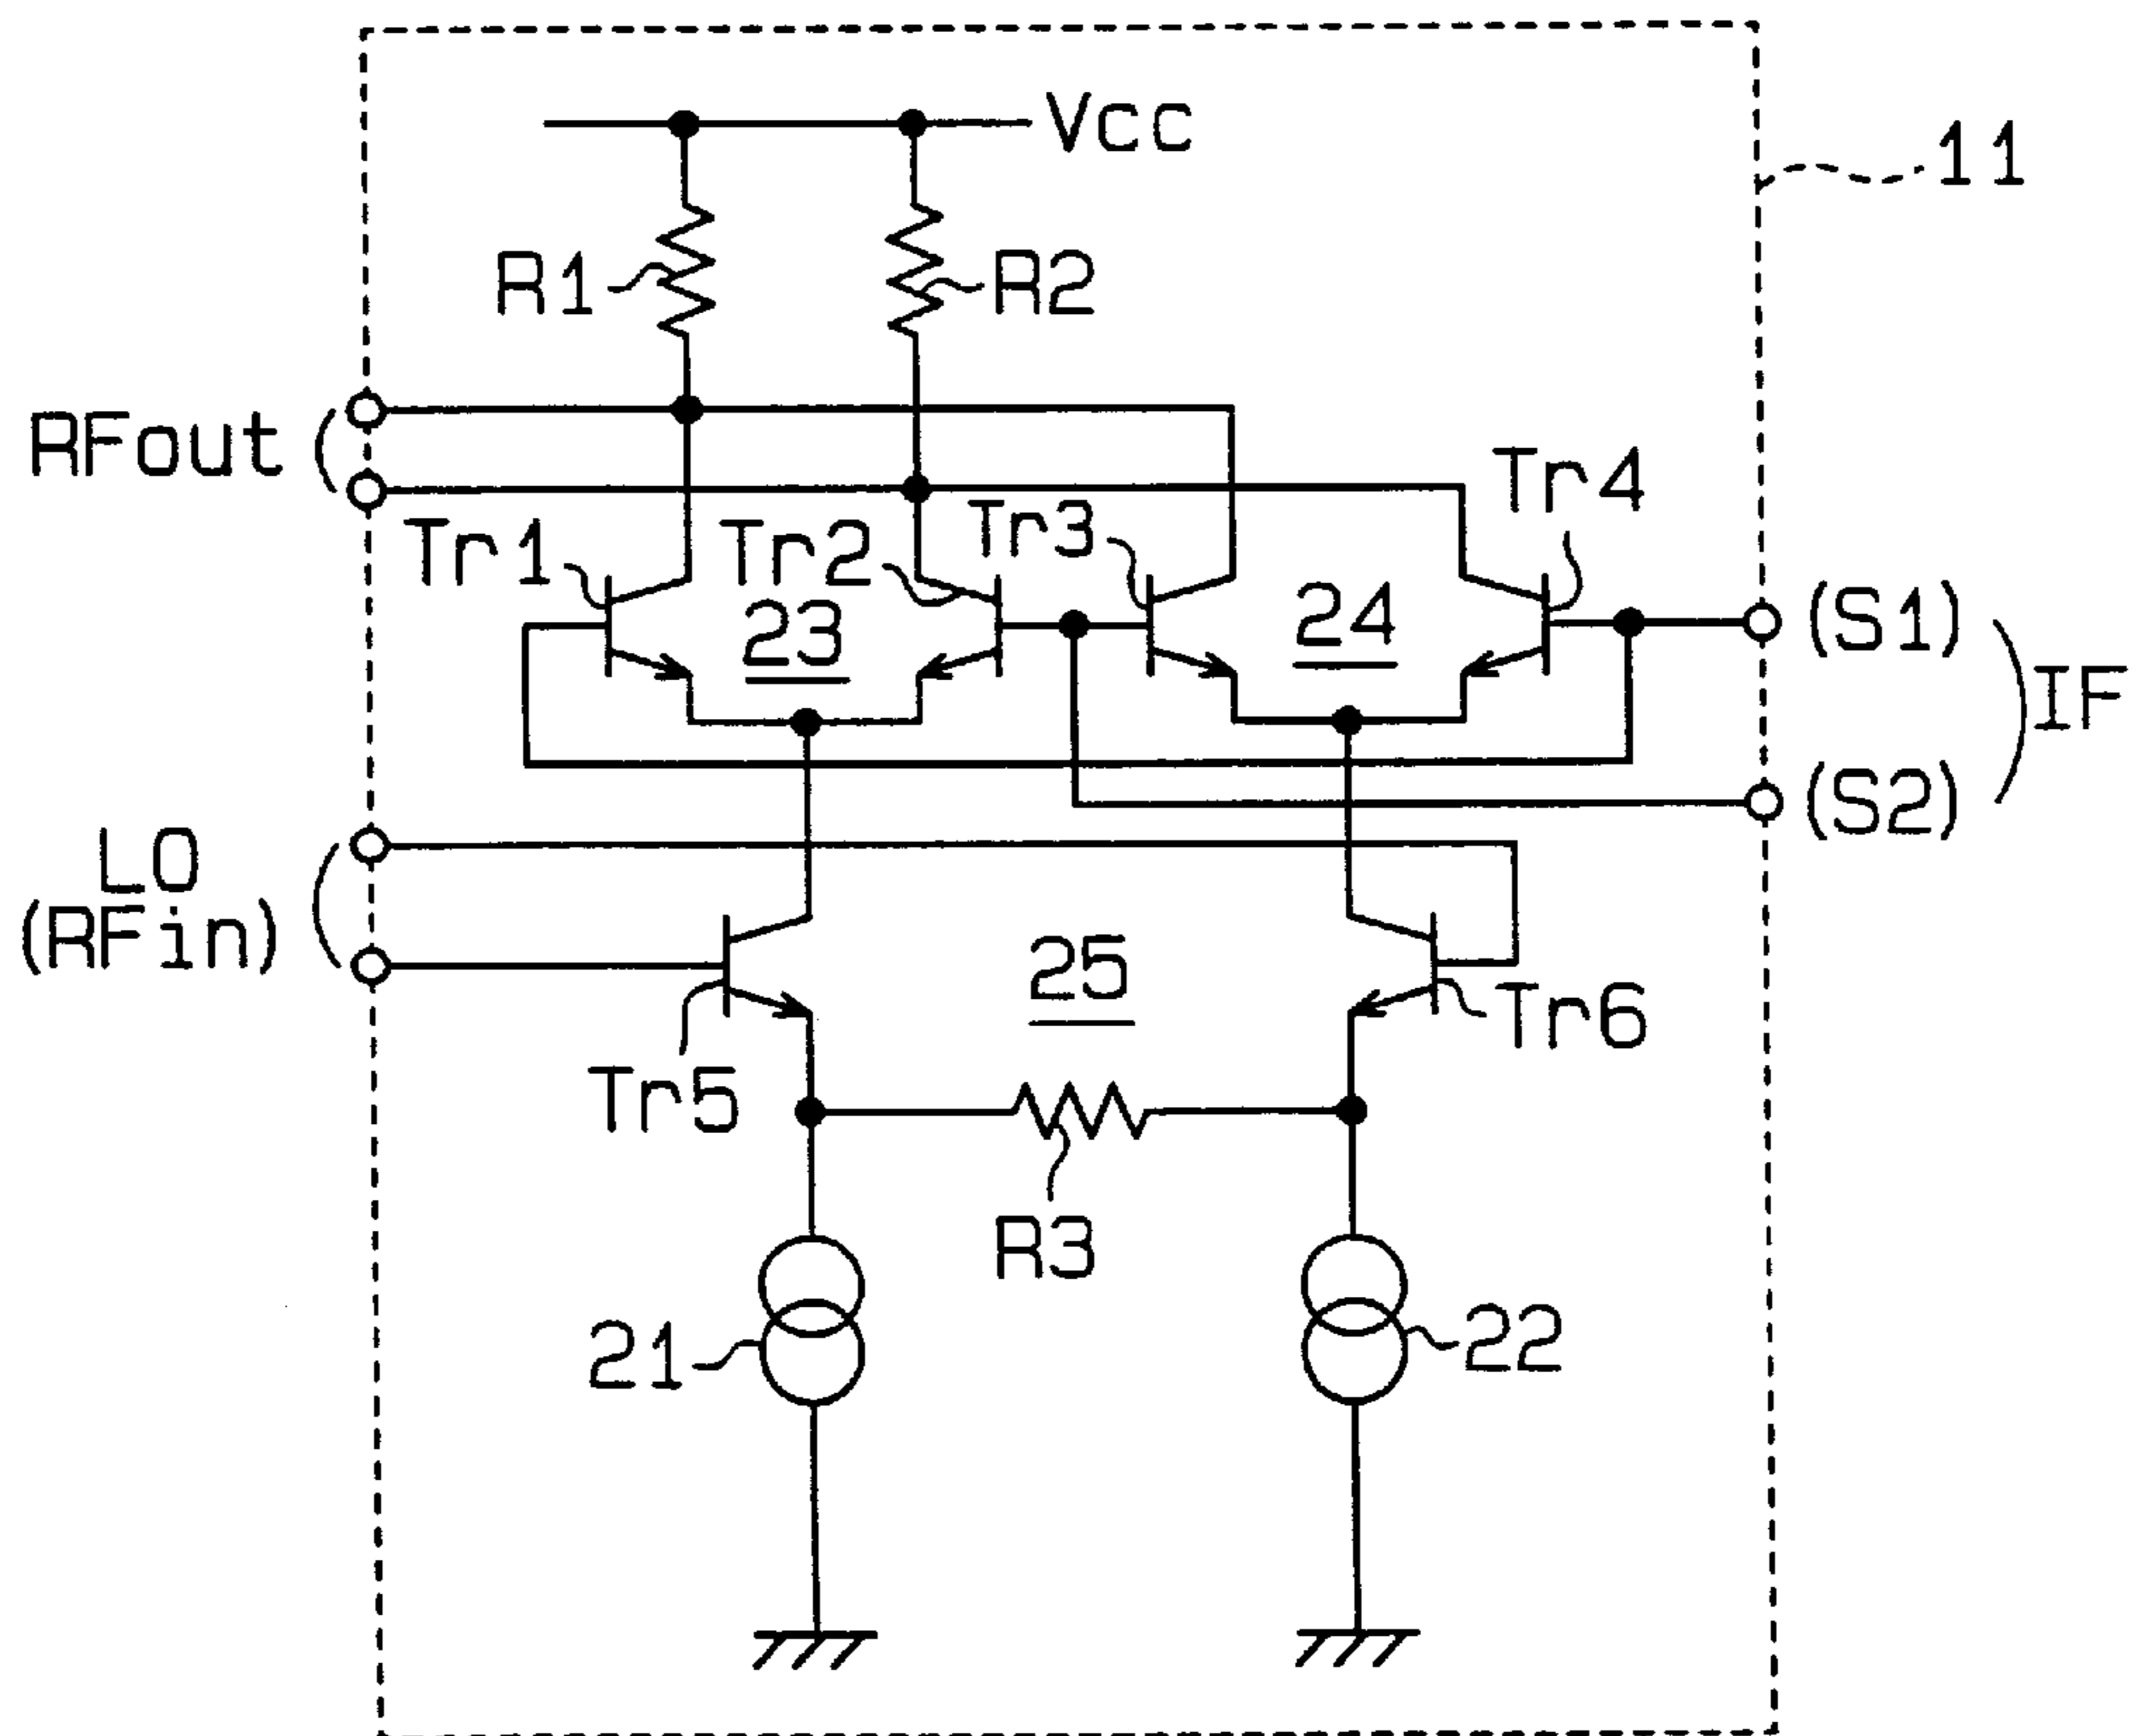 Vcc
11
R1
R2
RFout
Tr1
Tr2
Tr3
Tr4
23
24
(S1)
IF
(S2)
LO
(RFin)
25
Tr5
Tr6
R3
21
22